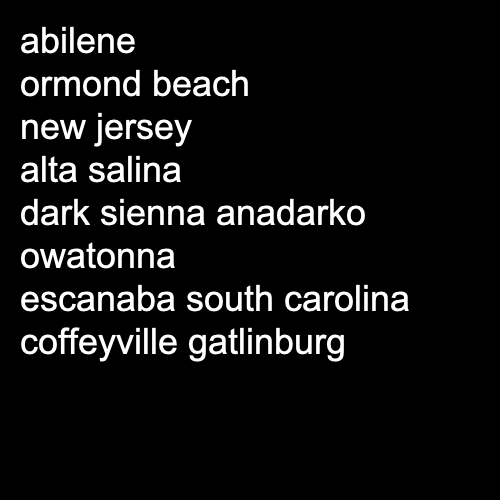 abilene
ormond beach
new jersey
alta salina
dark sienna anadarko
owatonna
escanaba south carolina
coffeyville gatlinburg